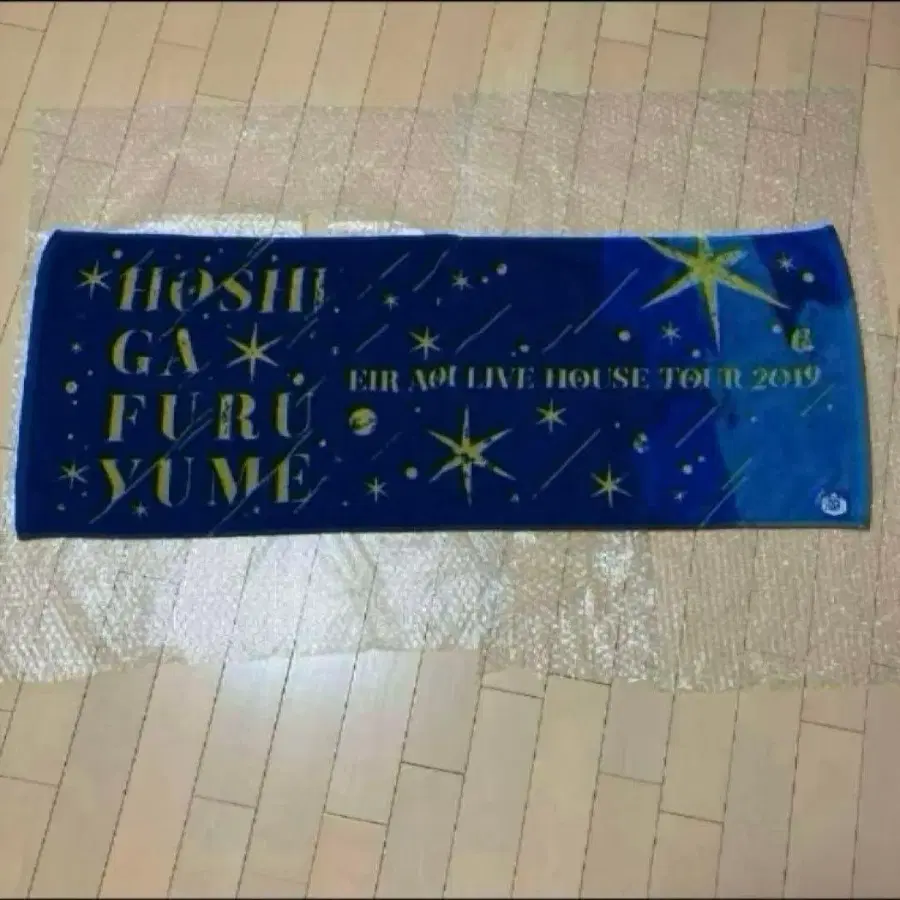 HOSHI
GA
FURU
YUME
EIR AOI LIVE HOUSE TOUR 2019